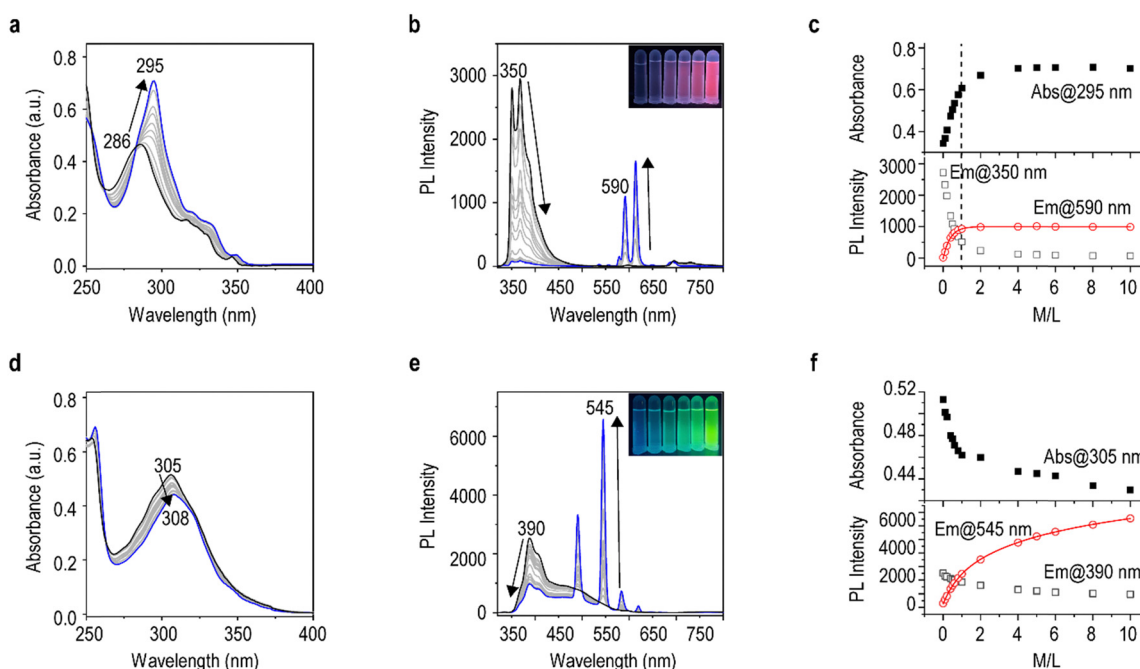 a
0.8
0.6
0.4
0.2
0.0
Absorbance (a.u.)
295
286
250
300
350
400
Wavelength (nm)
b
3000
2000
1000
0
PL Intensity
350
590
350
450
550
650
750
Wavelength (nm)
c
0.8
0.6
0.4
Absorbance
Abs@295 nm
3000
2000
1000
0
PL Intensity
Em@350 nm
Em@590 nm
0
2
4
6
8
10
M/L
d
0.8
0.6
0.4
0.2
0.0
Absorbance (a.u.)
305
308
250
300
350
400
Wavelength (nm)
e
6000
4000
2000
0
PL Intensity
545
390
350
450
550
650
750
Wavelength (nm)
f
0.52
0.48
0.44
Absorbance
Abs@305 nm
6000
4000
2000
0
PL Intensity
Em@545 nm
Em@390 nm
0
2
4
6
8
10
M/L